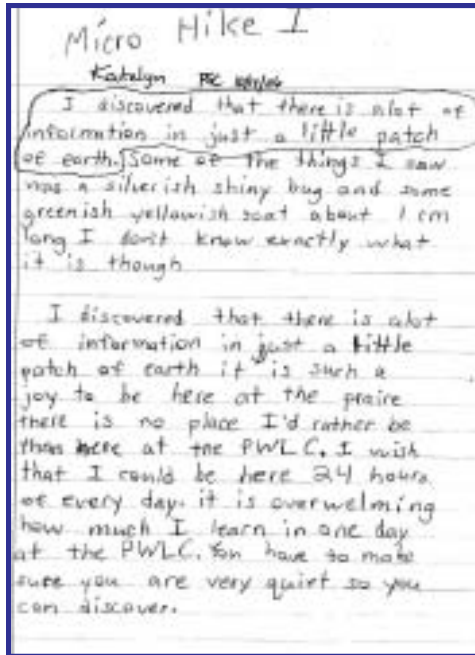 Micro Hike I
Katelyn PSC
I discovered that there is alot of
information in just a little patch
of earth. Some of the things I saw
was a silverish shiny bug and some
greenish yellowish about 1 cm
long I don't know exactly what
it is though

I discovered that there is alot
of information in just a little
patch of earth it is such a
joy to be here at the praire
there is no place I'd rather be
then here at the PWLC. I wish
that I could be here 24 hours
of every day. it is overwelming
how much I learn in one day
at the PWLC. You have to make
sure you are very quiet so you
can discover.